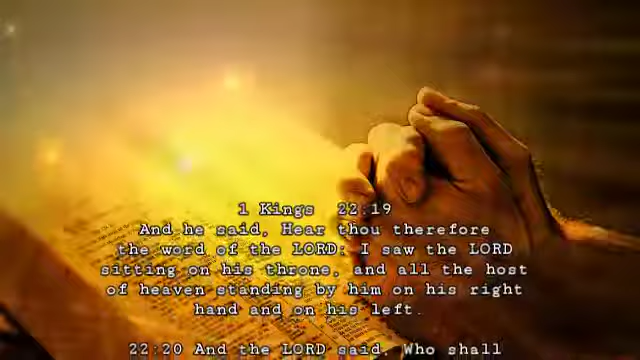 1 Kings 22:19
And he said, Hear thou therefore
the word of the LORD: I saw the LORD
sitting on his throne, and all the host
of heaven standing by him on his right
hand and on his left.
22:20 And the LORD said, Who shall